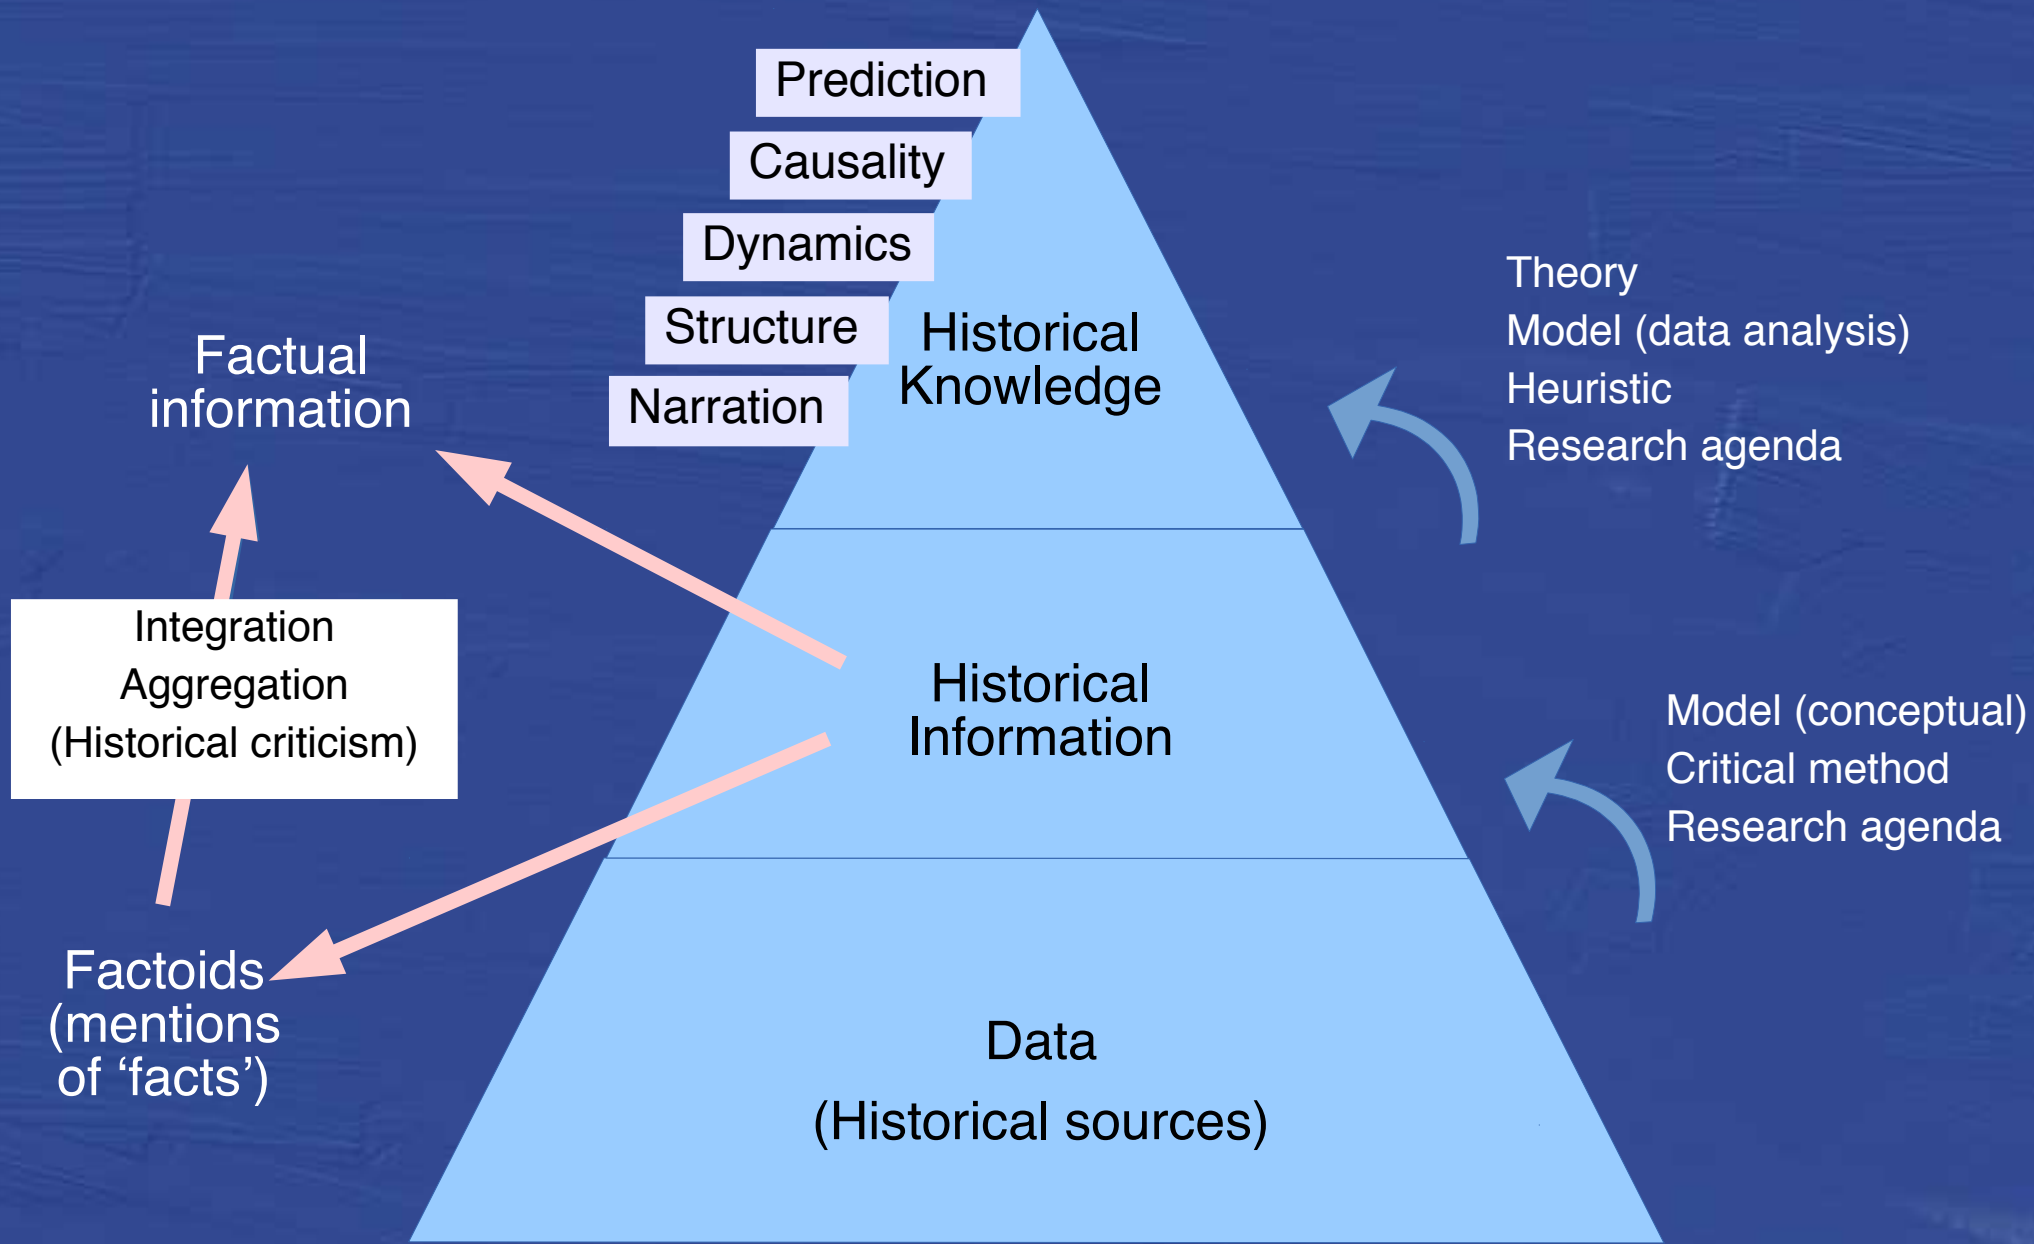 Prediction
Causality
Dynamics
Structure
Narration
Historical
Knowledge
Theory
Model (data analysis)
Heuristic
Research agenda
Factual
information
Integration
Aggregation
(Historical criticism)
Historical
Information
Model (conceptual)
Critical method
Research agenda
Factoids
(mentions
of ‘facts’)
Data
(Historical sources)